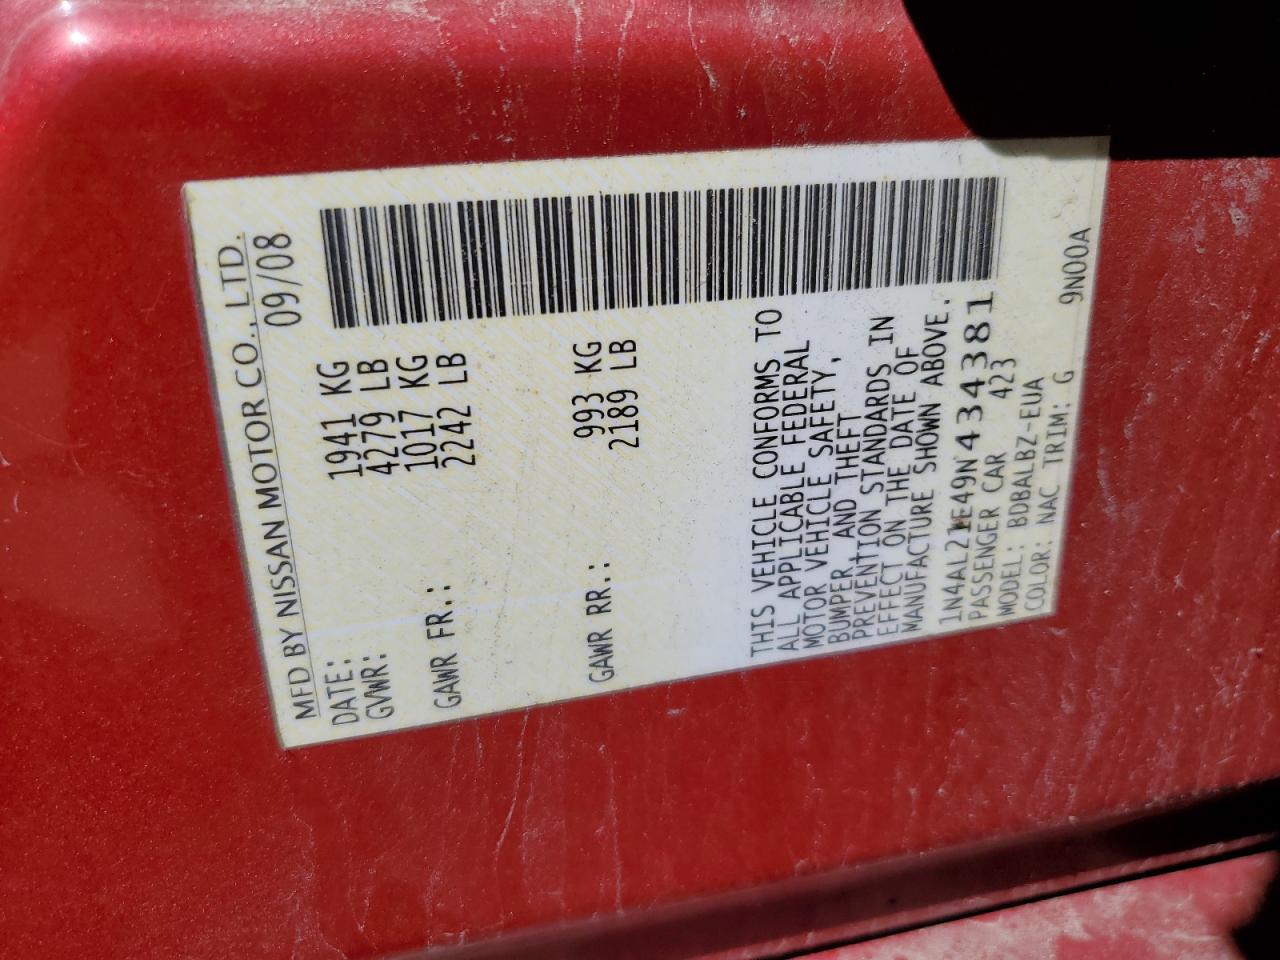 MFD BY NISSAN MOTOR CO., LTD.
DATE: 09/08
GVWR: 1941 KG
4279 LB
GAWR FR.: 1017 KG
2242 LB
GAWR RR.: 993 KG
2189 LB
THIS VEHICLE CONFORMS TO
ALL APPLICABLE FEDERAL
MOTOR VEHICLE SAFETY,
BUMPER, AND THEFT
PREVENTION STANDARDS IN
EFFECT ON THE DATE OF
MANUFACTURE SHOWN ABOVE.
1N4AL21E49N434381
PASSENGER CAR 423
MODEL: BDBALBZ-EUA
COLOR: NAC TRIM: G 9N00A